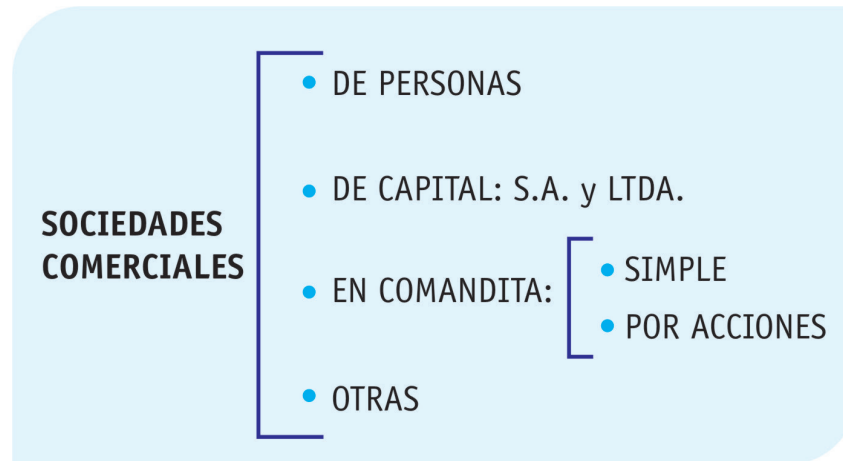 SOCIEDADES
COMERCIALES
• DE PERSONAS
• DE CAPITAL: S.A. y LTDA.
• EN COMANDITA:
• SIMPLE
• POR ACCIONES
• OTRAS